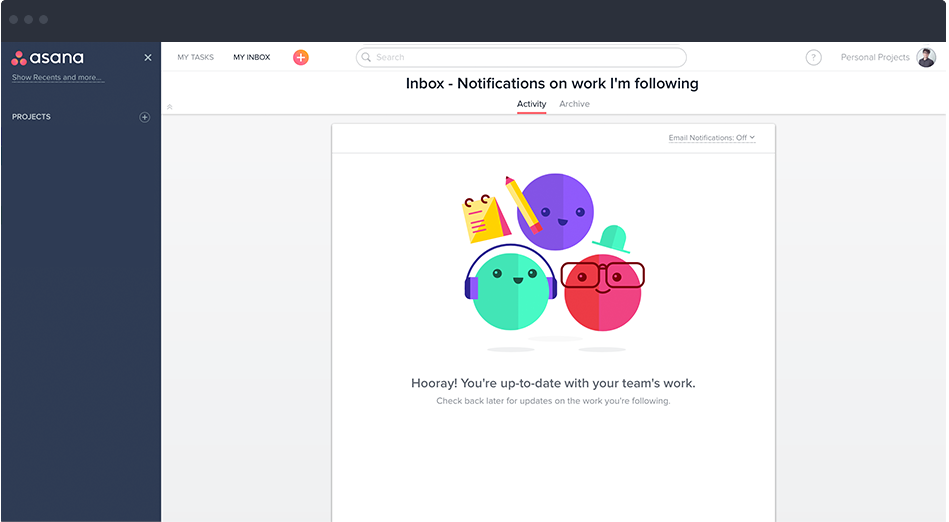 asana
Show Recents and more...
PROJECTS
MY TASKS MY INBOX Search ? Personal Projects
Inbox - Notifications on work I'm following
Activity Archive
Email Notifications: Off
Hooray! You're up-to-date with your team's work.
Check back later for updates on the work you're following.